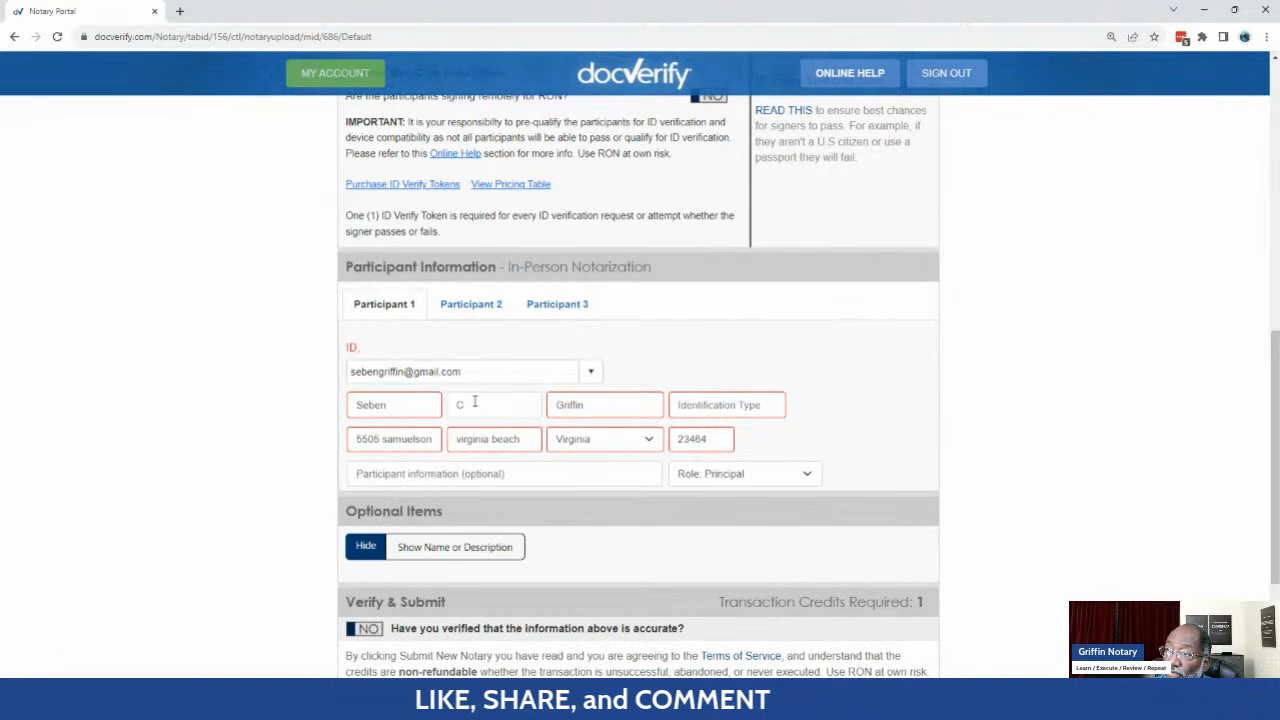 Notary Portal
docverify.com/Notary/tabid/156/ctl/notaryupload/mid/686/Default
MY ACCOUNT
docVerify
ONLINE HELP
SIGN OUT
Are the participants signing remotely for RON?
NO
IMPORTANT: It is your responsibilty to pre-qualify the participants for ID verification and
device compatibility as not all participants will be able to pass or qualify for ID verification.
Please refer to this Online Help section for more info. Use RON at own risk.
Purchase ID Verify Tokens View Pricing Table
One (1) ID Verify Token is required for every ID verification request or attempt whether the
signer passes or fails.
READ THIS to ensure best chances
for signers to pass. For example, if
they aren't a U.S citizen or use a
passport they will fail.
Participant Information - In-Person Notarization
Participant 1
Participant 2
Participant 3
ID,
sebengriffin@gmail.com
Seben
C
Griffin
Identification Type
5505 samuelson
virginia beach
Virginia
23464
Participant information (optional)
Role: Principal
Optional Items
Hide
Show Name or Description
Verify & Submit
Transaction Credits Required: 1
NO
Have you verified that the information above is accurate?
By clicking Submit New Notary you have read and you are agreeing to the Terms of Service, and understand that the
credits are non-refundable whether the transaction is unsuccessful, abandoned, or never executed. Use RON at own risk.
Griffin Notary
Learn / Execute / Review / Repeat
LIKE, SHARE, and COMMENT